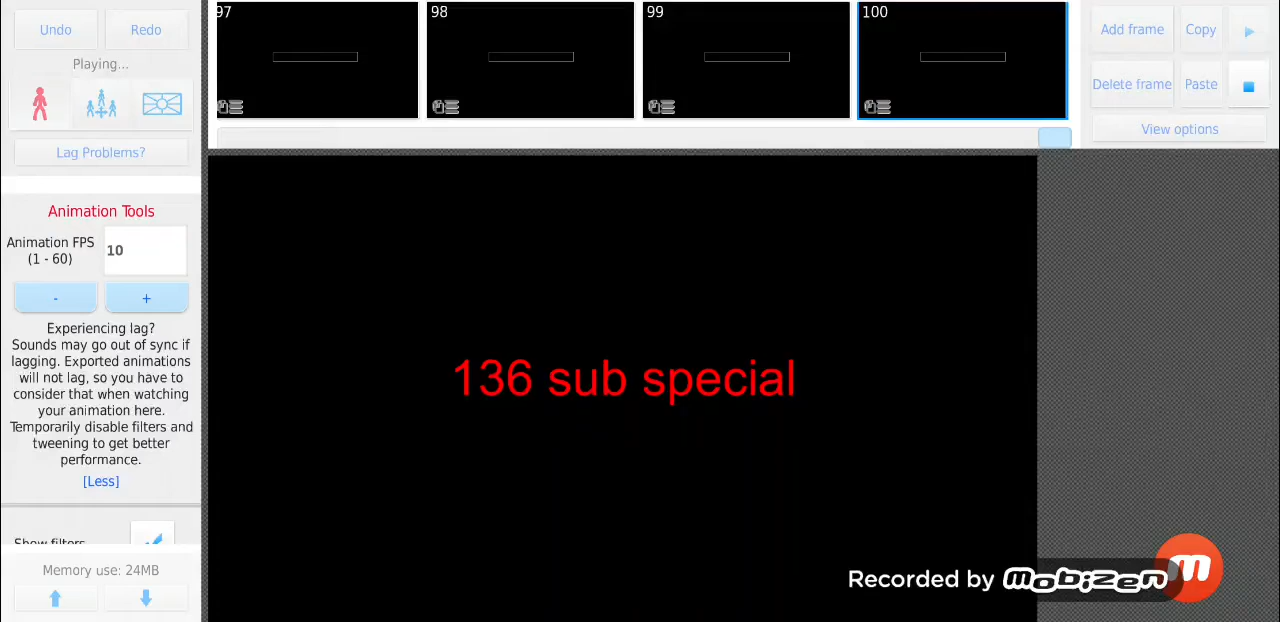 Undo Redo
Playing...
Lag Problems?
97 98 99 100
Add frame Copy
Delete frame Paste
View options
Animation Tools
Animation FPS
(1 - 60)
10
- +
Experiencing lag?
Sounds may go out of sync if
lagging. Exported animations
will not lag, so you have to
consider that when watching
your animation here.
Temporarily disable filters and
tweening to get better
performance.
[Less]
Show filters
Memory use: 24MB
136 sub special
Recorded by mobizen
m